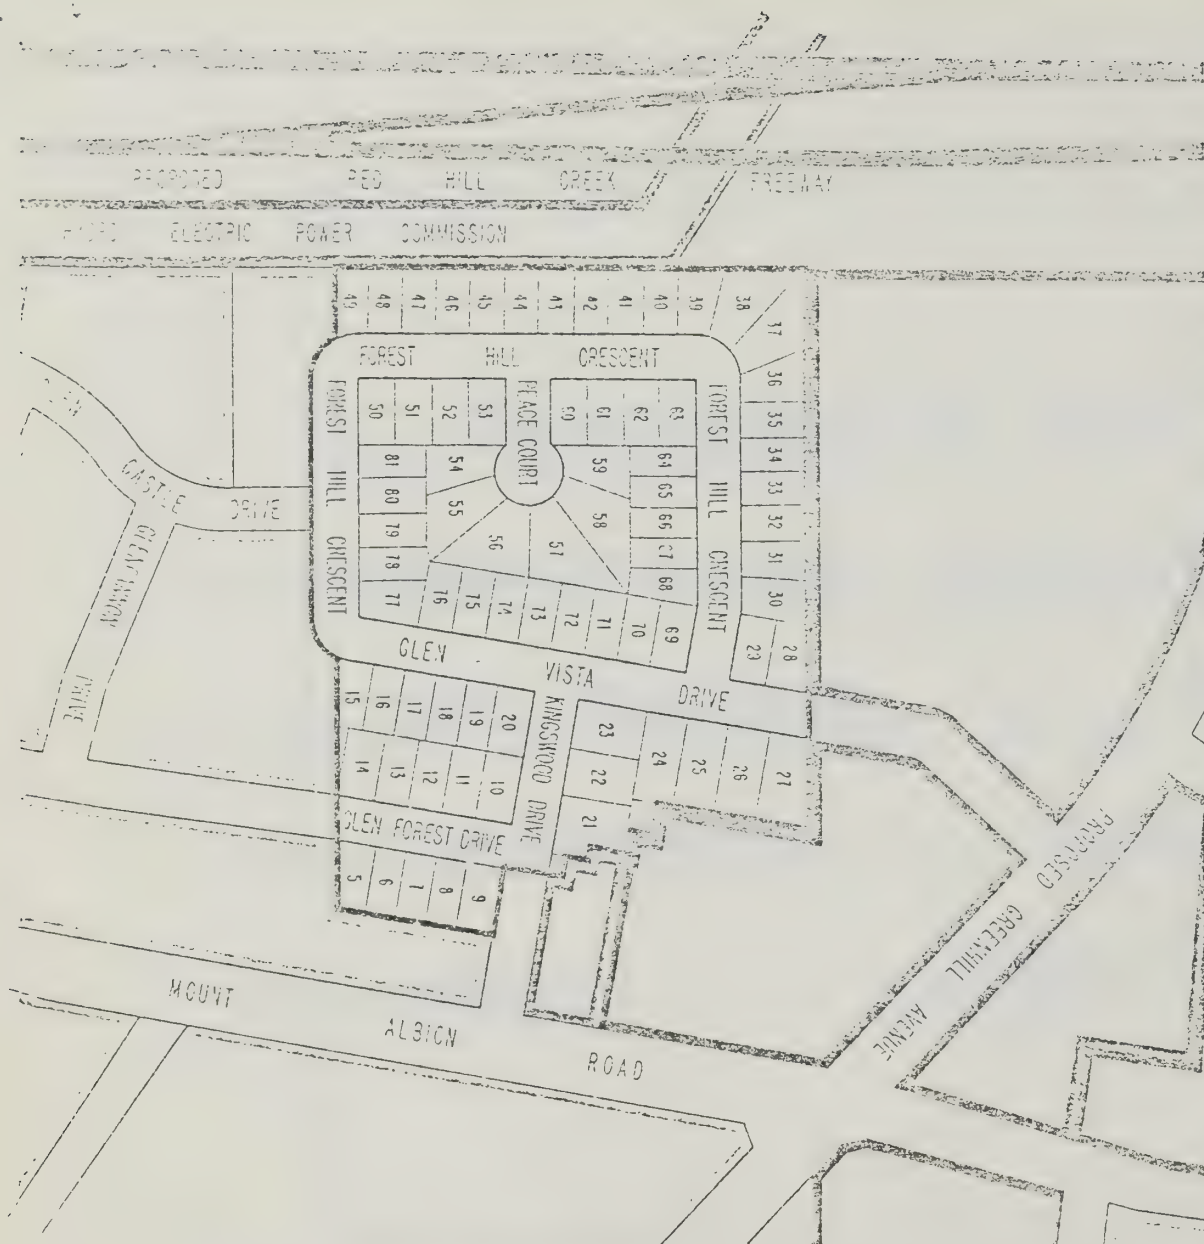 PROPOSED RED HILL CREEK FREEWAY
HYDRO ELECTRIC POWER COMMISSION
49 48 47 46 45 44 43 42 41 40 39 38
37
36
35
34
33
32
31
30
29 28
FOREST HILL CRESCENT
FOREST HILL CRESCENT
FOREST HILL CRESCENT
PEACE COURT
50 51 52 53
60 61 62 63
81 54 59 64
80 55 58 65
79 66
56 57
78 67
68
77 76 75 74 73 72 71 70 69
GLEN CASTLE DRIVE
DRIVE
GLEN VISTA DRIVE
15 16 17 18 19 20
14 13 12 11 10
KINGSWOOD DRIVE
23
22
21
24 25 26 27
GLEN FOREST DRIVE
5 6 7 8 9
PROPOSED GREENHILL AVENUE
MOUNT ALBION ROAD